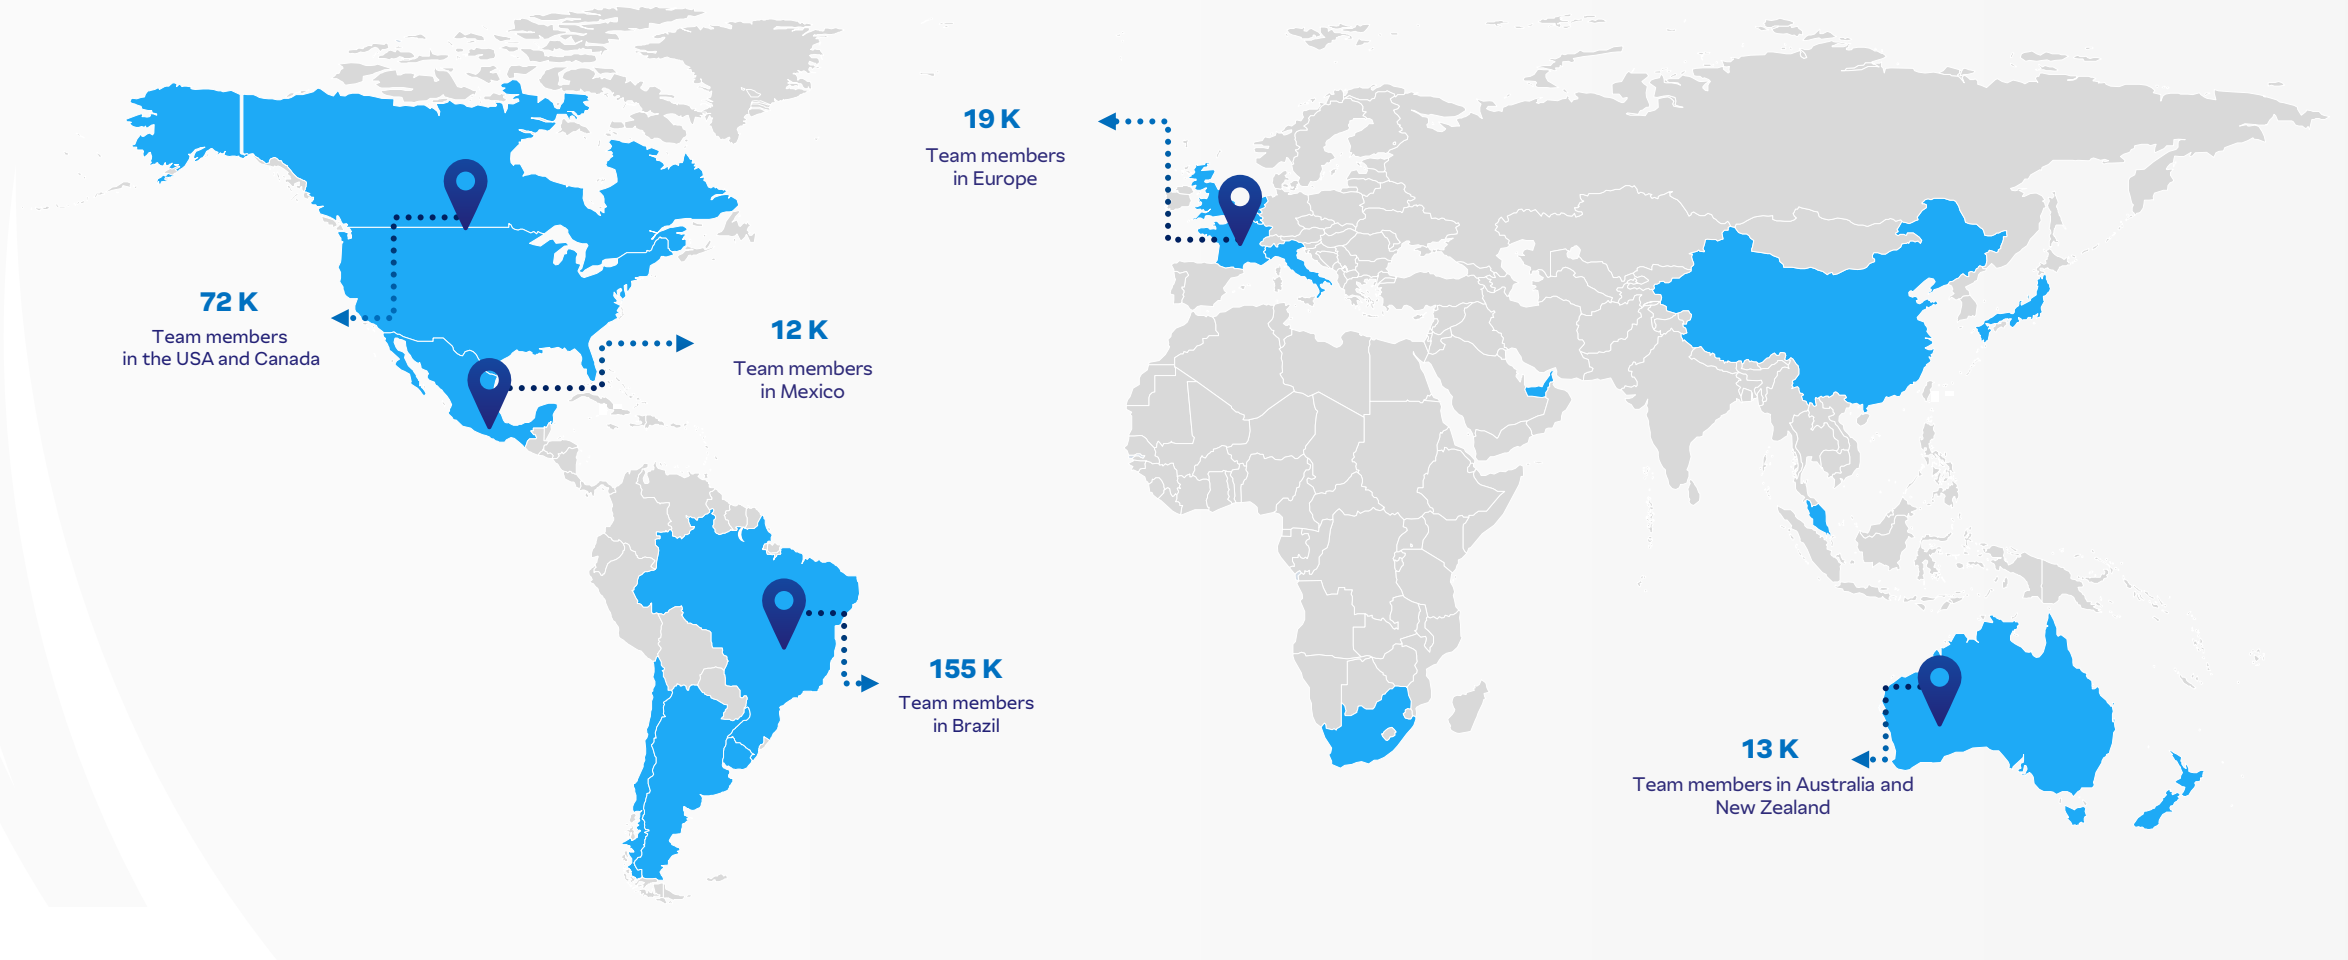 19 K
Team members
in Europe
72 K
Team members
in the USA and Canada
12 K
Team members
in Mexico
155 K
Team members
in Brazil
13 K
Team members in Australia and
New Zealand